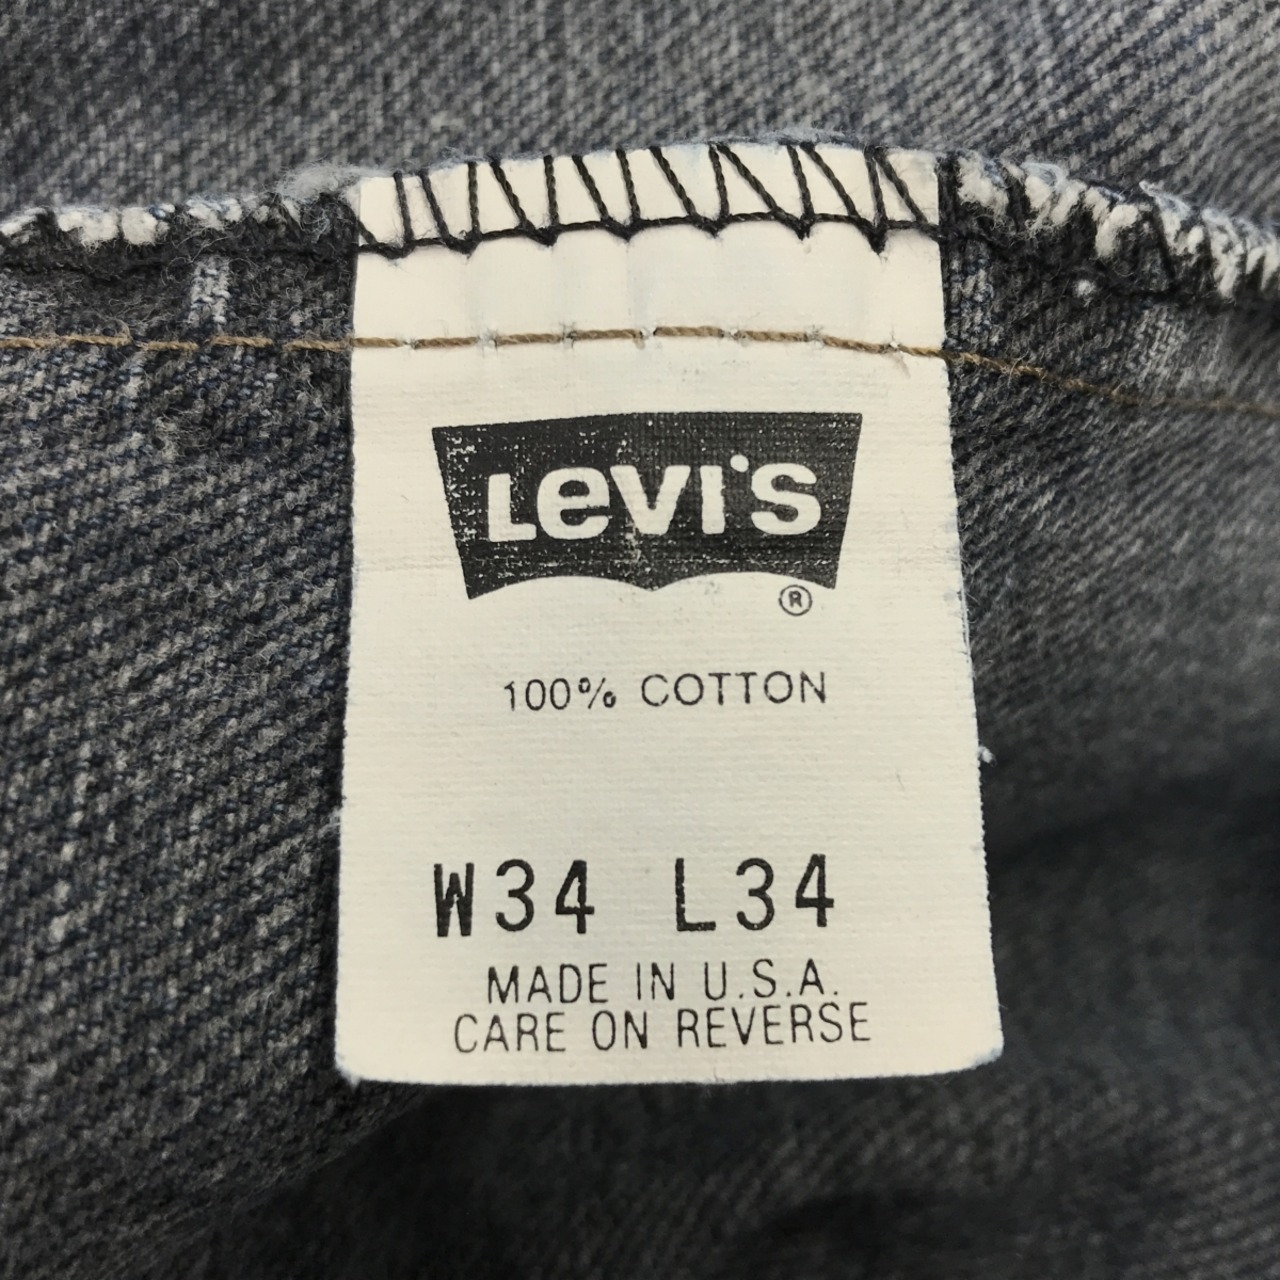 Levi's
®
100% COTTON
W34 L34
MADE IN U.S.A.
CARE ON REVERSE